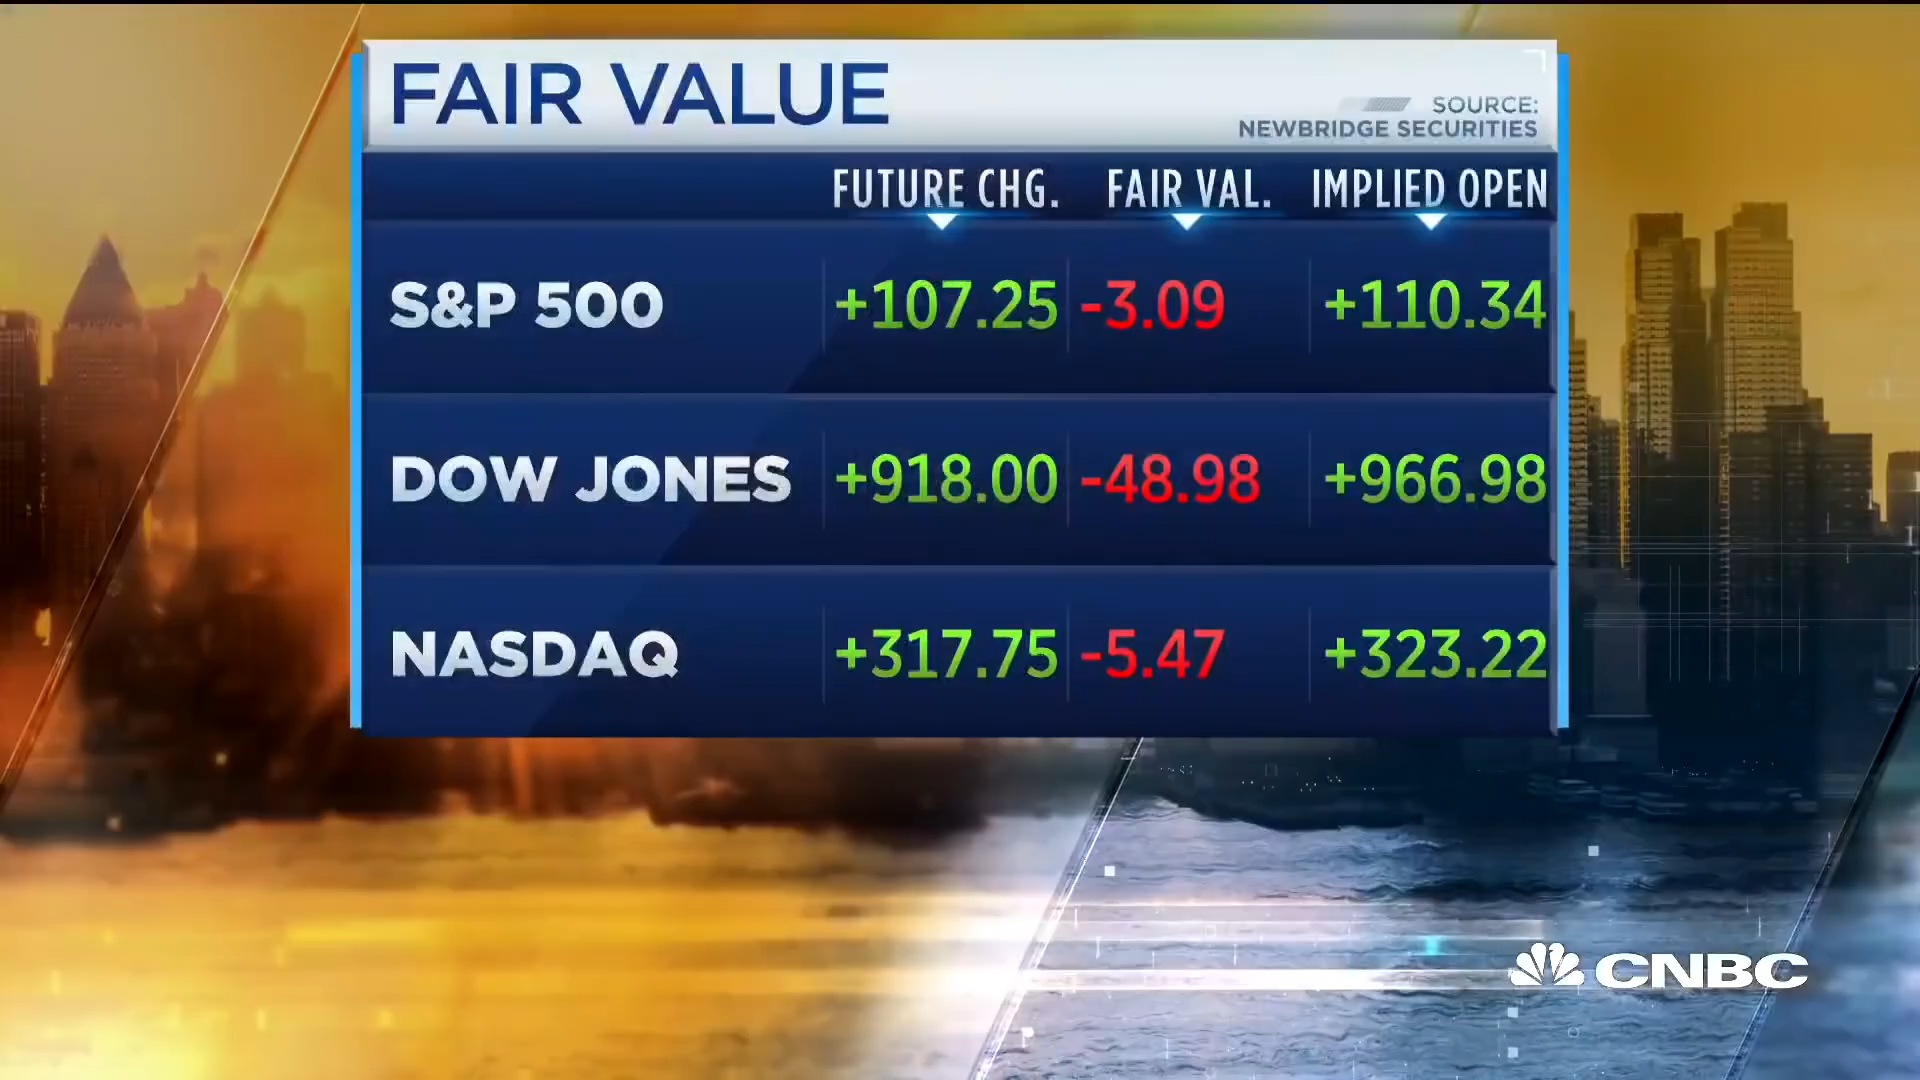 FAIR VALUE
SOURCE:
NEWBRIDGE SECURITIES
FUTURE CHG. FAIR VAL. IMPLIED OPEN
S&P 500 +107.25 -3.09 +110.34
DOW JONES +918.00 -48.98 +966.98
NASDAQ +317.75 -5.47 +323.22
CNBC